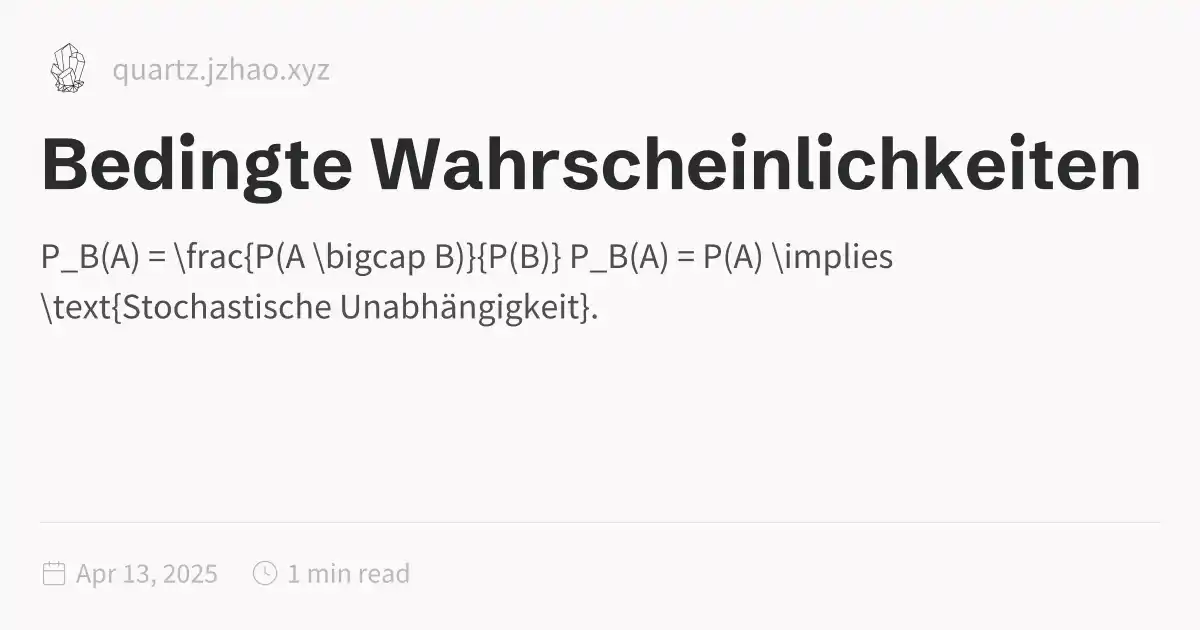 quartz.jzhao.xyz
Bedingte Wahrscheinlichkeiten
P_B(A) = \frac{P(A \bigcap B)}{P(B)} P_B(A) = P(A) \implies
\text{Stochastische Unabhängigkeit}.
Apr 13, 2025 1 min read